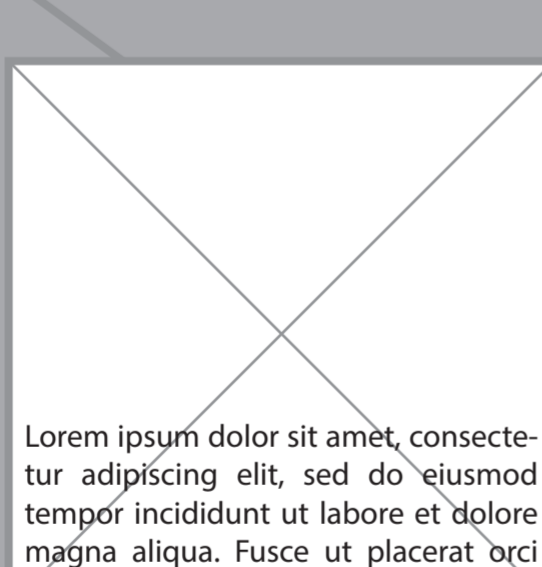 Lorem ipsum dolor sit amet, consecte-
tur adipiscing elit, sed do eiusmod
tempor incididunt ut labore et dolore
magna aliqua. Fusce ut placerat orci